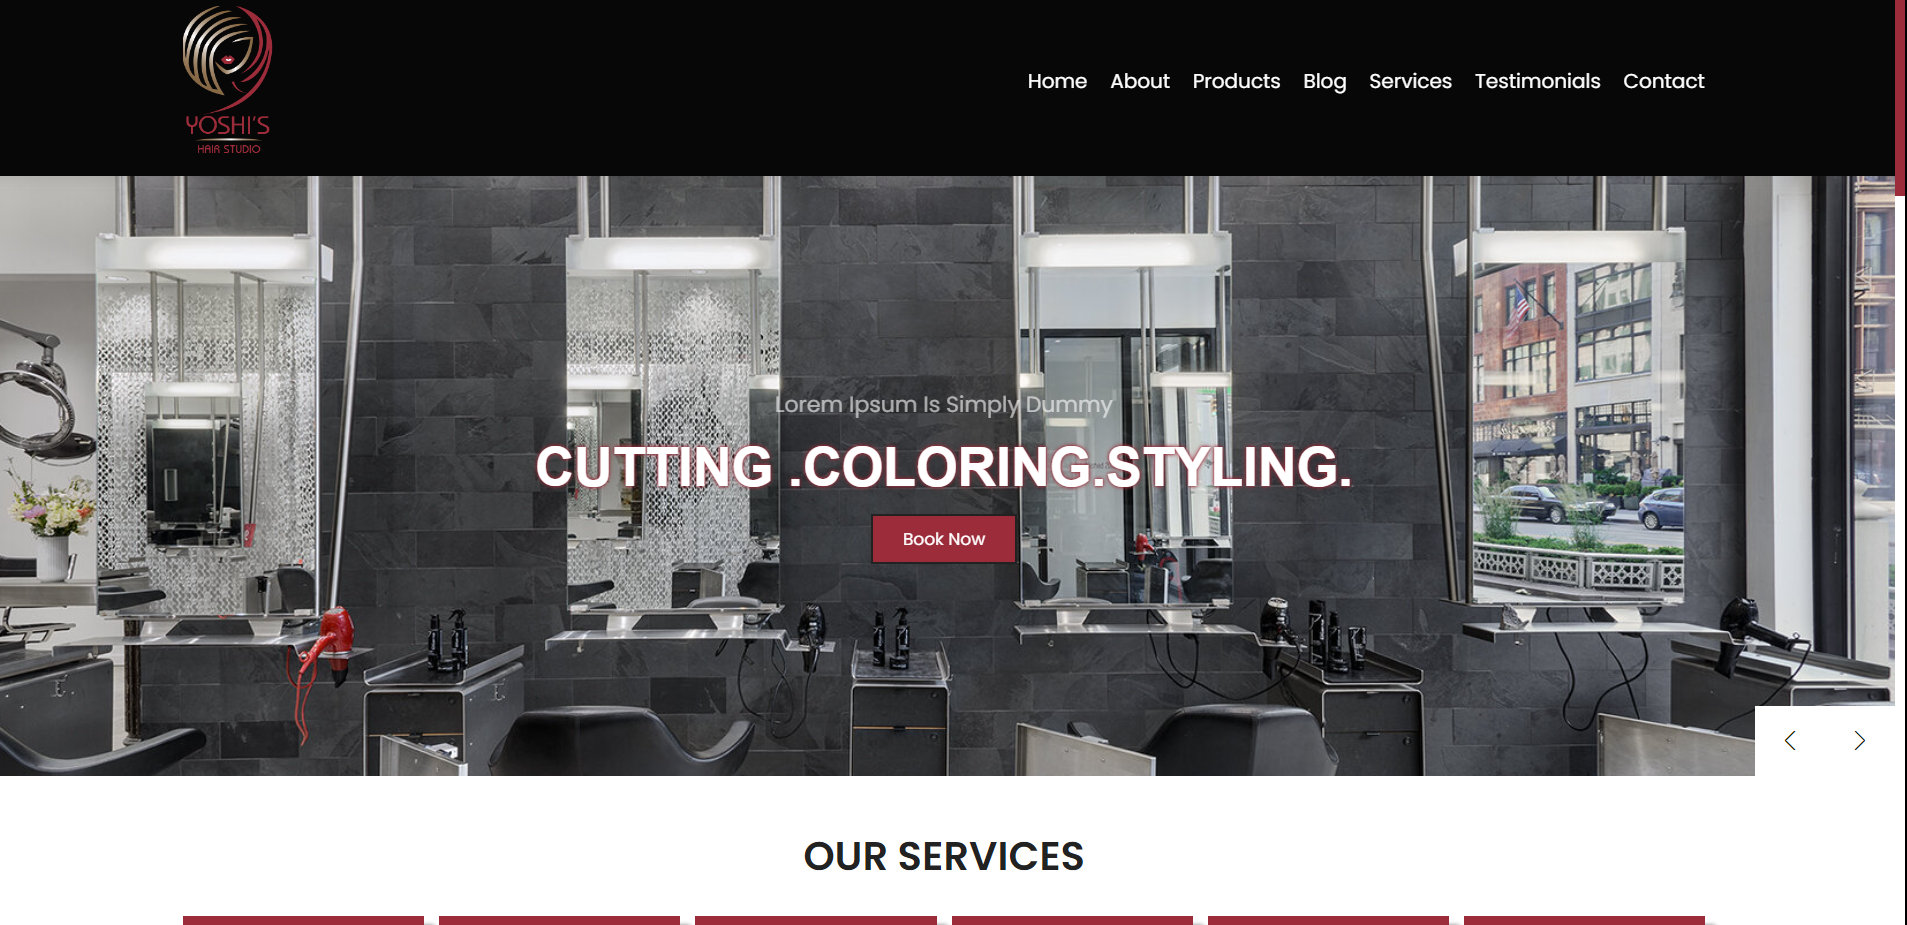 YOSHI'S
HAIR STUDIO
Home About Products Blog Services Testimonials Contact
Lorem Ipsum Is Simply Dummy
CUTTING .COLORING.STYLING.
Book Now
OUR SERVICES